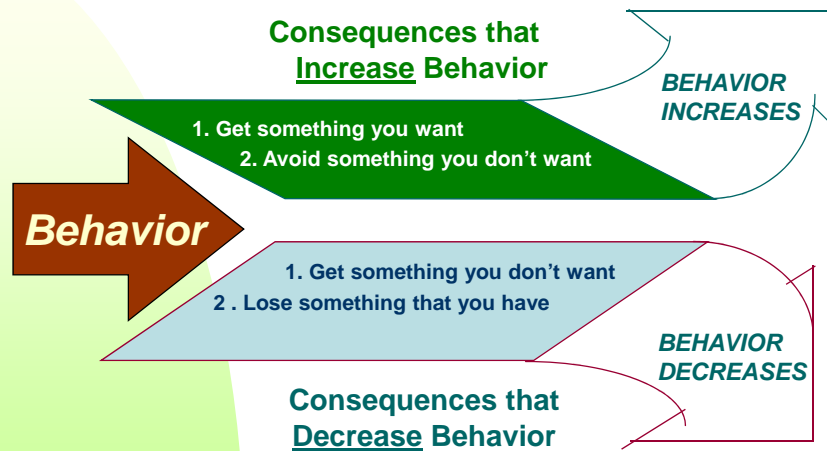 Consequences that
Increase Behavior
BEHAVIOR
INCREASES
1. Get something you want
2. Avoid something you don’t want
Behavior
1. Get something you don’t want
2 . Lose something that you have
BEHAVIOR
DECREASES
Consequences that
Decrease Behavior